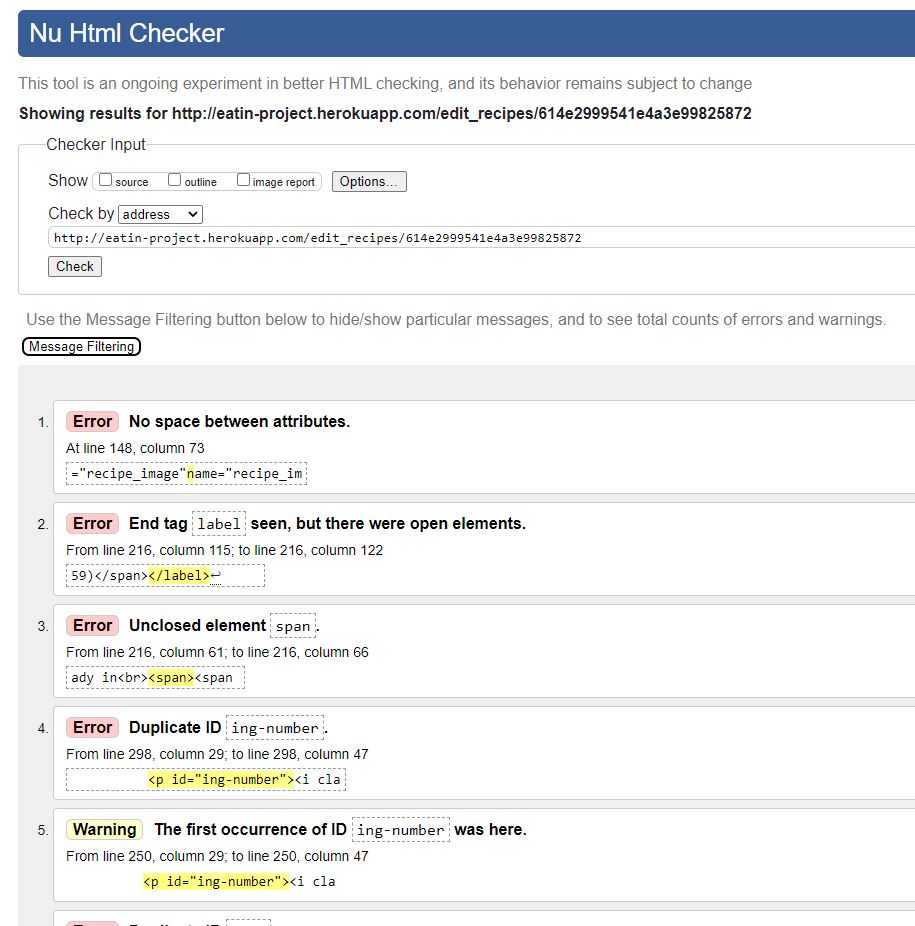 Nu Html Checker
This tool is an ongoing experiment in better HTML checking, and its behavior remains subject to change
Showing results for http://eatin-project.herokuapp.com/edit_recipes/614e2999541e4a3e99825872
Checker Input
Show source outline image report Options...
Check by address
http://eatin-project.herokuapp.com/edit_recipes/614e2999541e4a3e99825872
Check
Use the Message Filtering button below to hide/show particular messages, and to see total counts of errors and warnings.
Message Filtering
1. Error No space between attributes.
At line 148, column 73
="recipe_image"name="recipe_im
2. Error End tag label seen, but there were open elements.
From line 216, column 115; to line 216, column 122
59)</span></label>↩
3. Error Unclosed element span.
From line 216, column 61; to line 216, column 66
ady in<br><span><span
4. Error Duplicate ID ing-number.
From line 298, column 29; to line 298, column 47
<p id="ing-number"><i cla
5. Warning The first occurrence of ID ing-number was here.
From line 250, column 29; to line 250, column 47
<p id="ing-number"><i cla